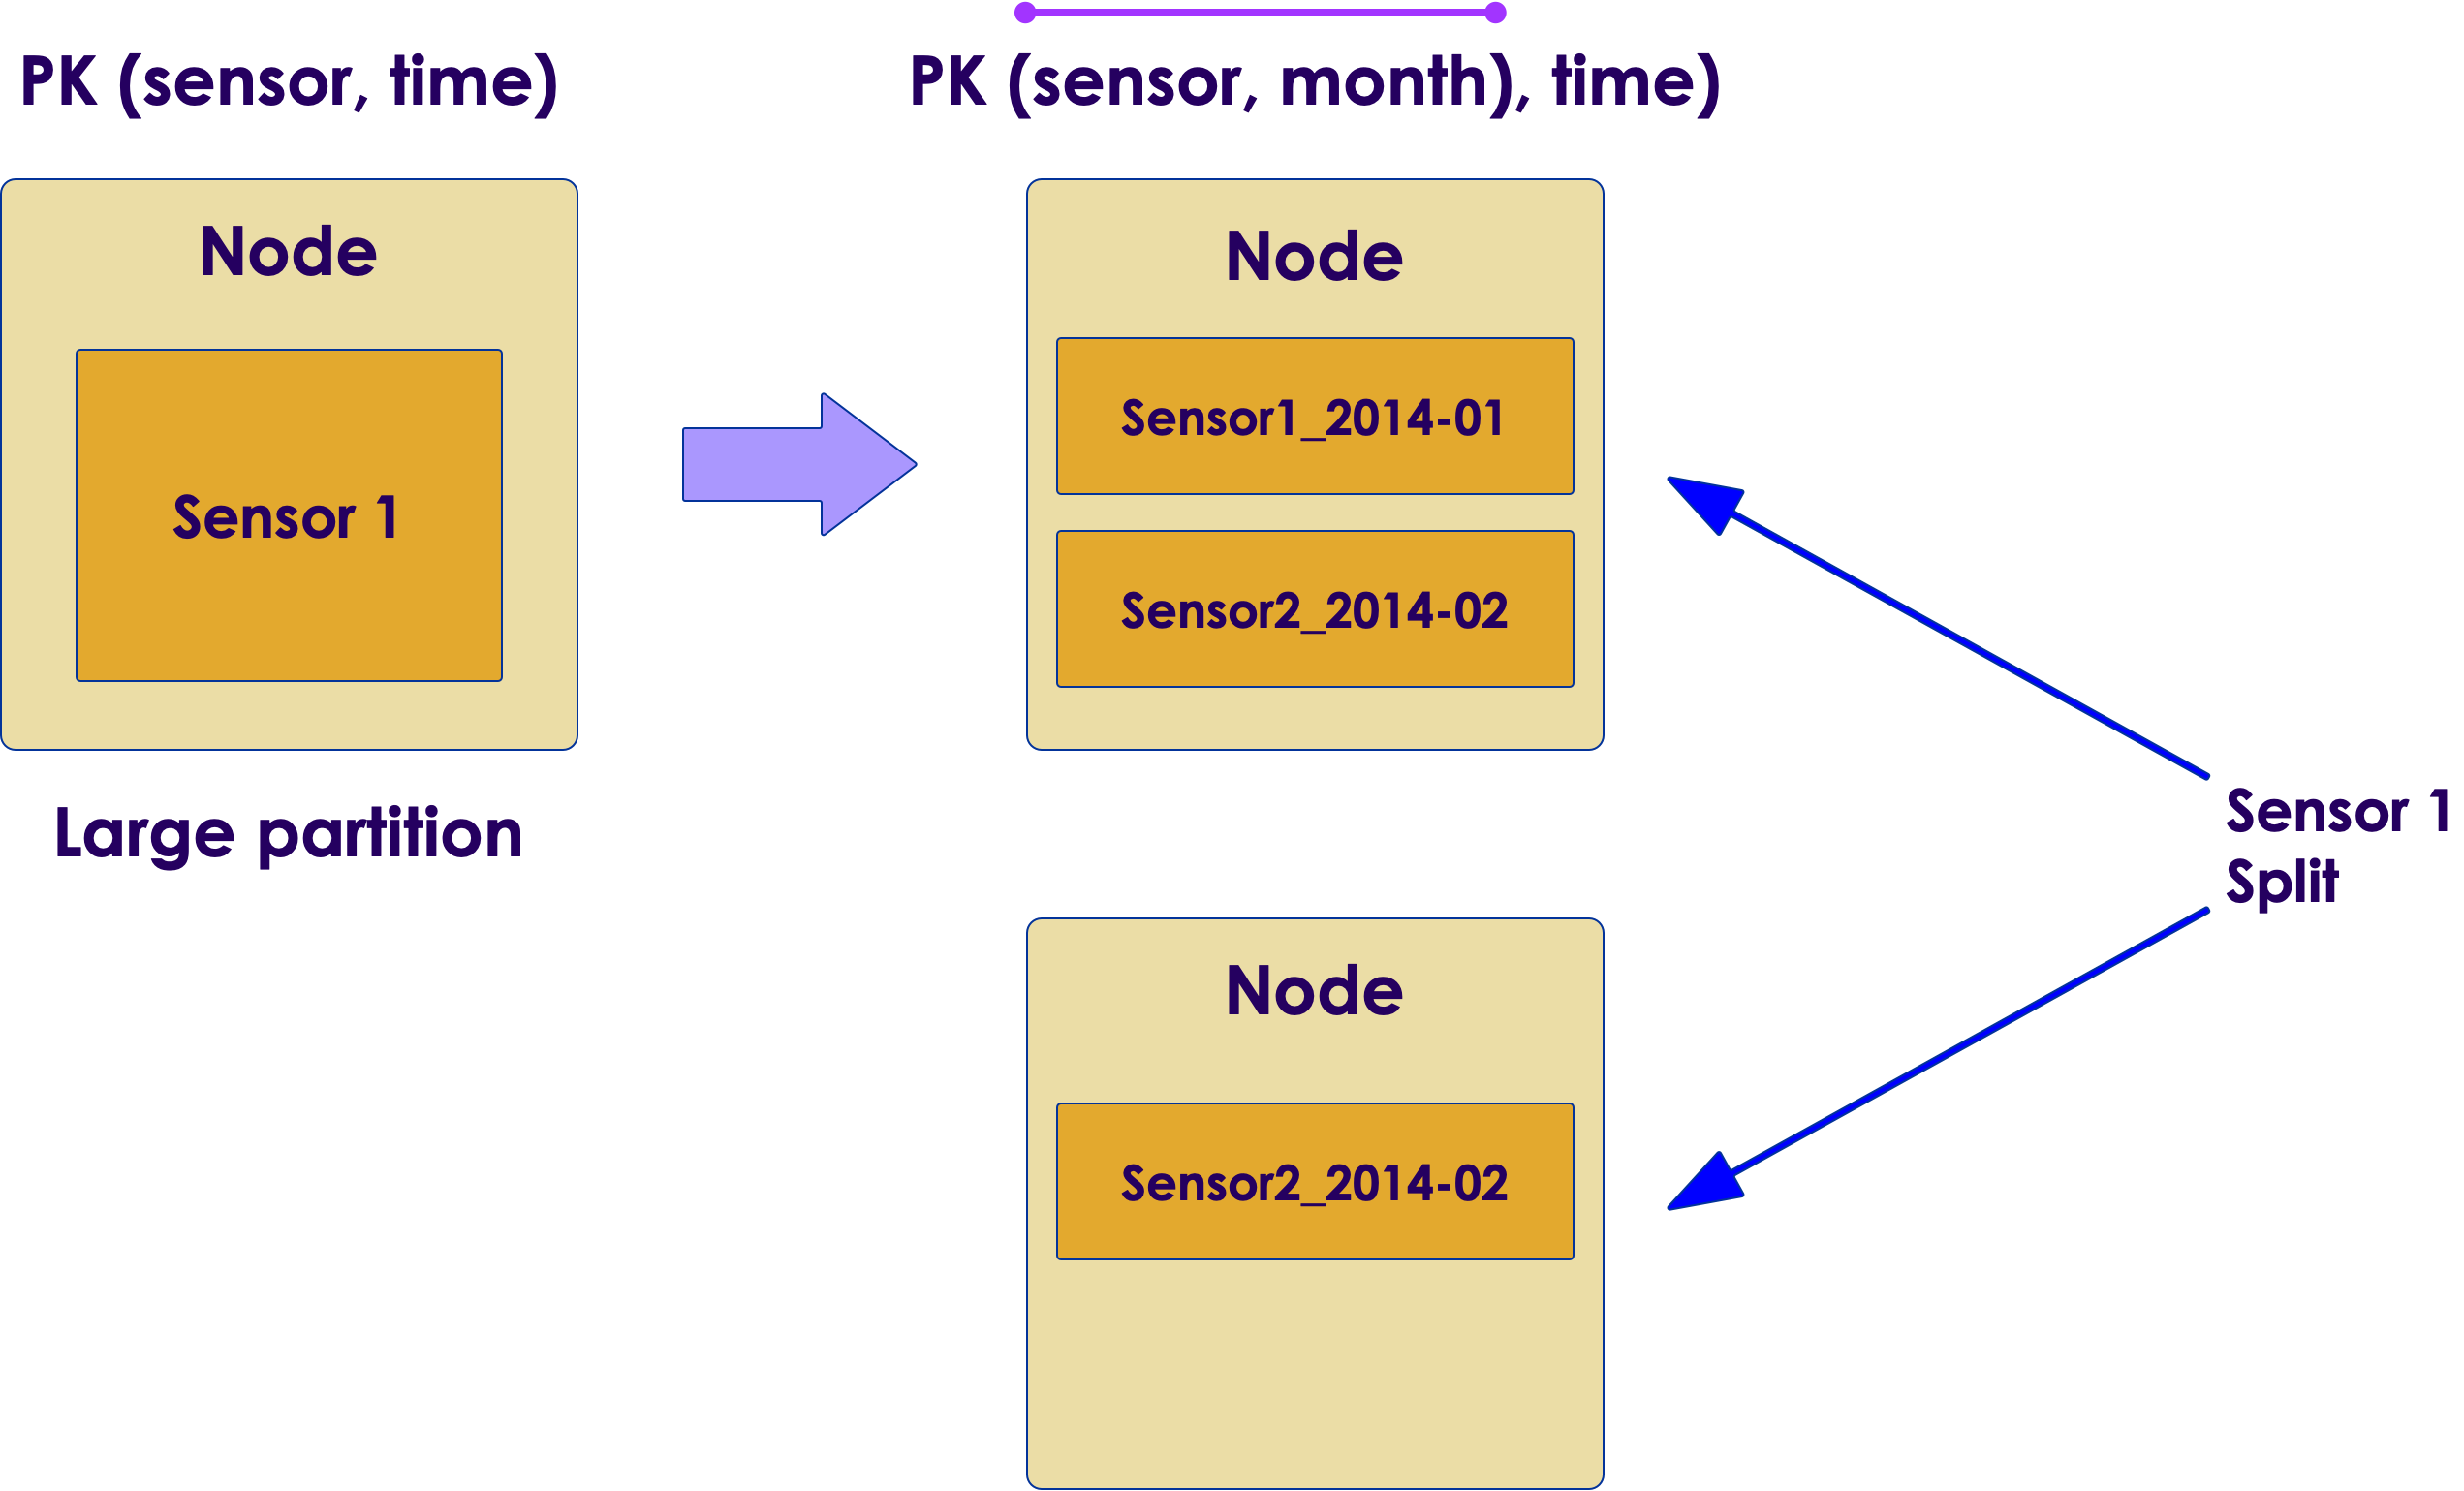 PK (sensor, time)
PK (sensor, month), time)
Node
Sensor 1
Large partition
Node
Sensor1_2014-01
Sensor2_2014-02
Node
Sensor2_2014-02
Sensor 1
Split